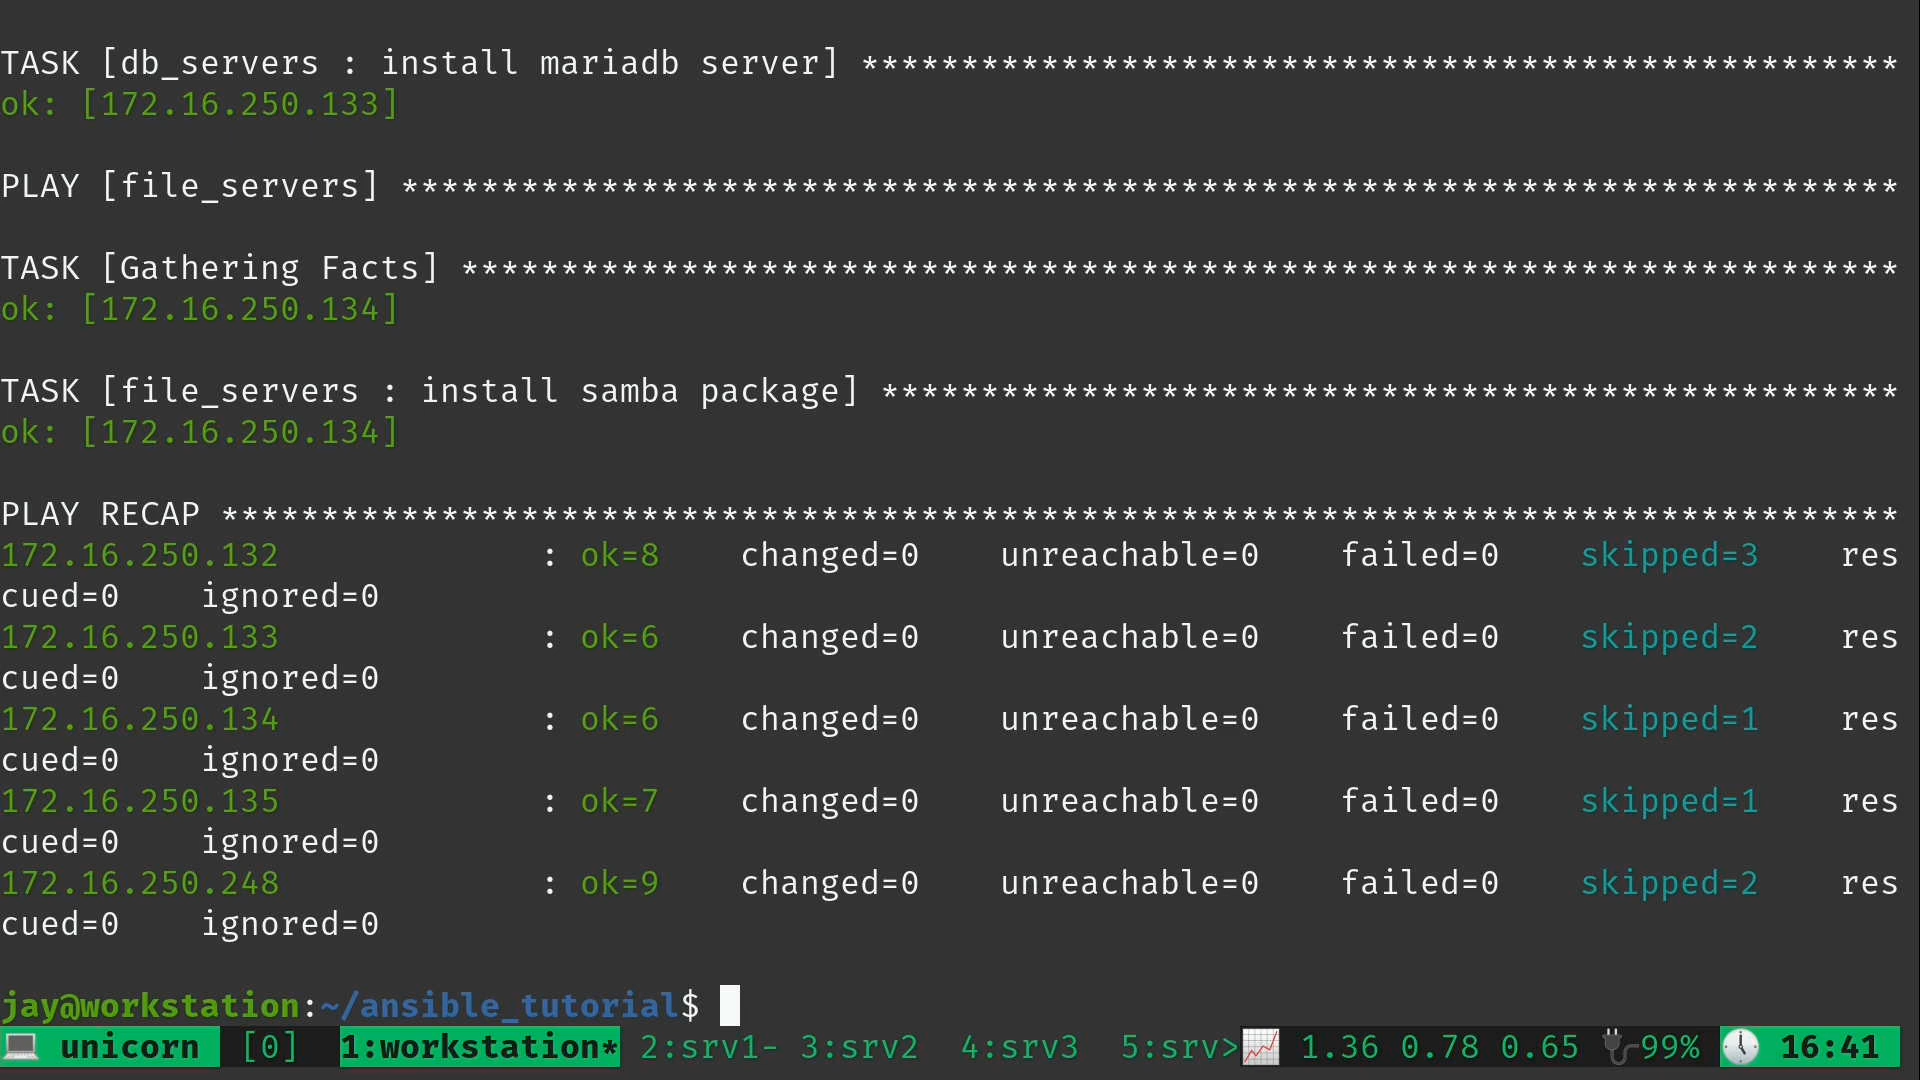 TASK [db_servers : install mariadb server] ****************************************************
ok: [172.16.250.133]
PLAY [file_servers] ***************************************************************************
TASK [Gathering Facts] ************************************************************************
ok: [172.16.250.134]
TASK [file_servers : install samba package] ***************************************************
ok: [172.16.250.134]
PLAY RECAP ************************************************************************************
172.16.250.132             : ok=8    changed=0    unreachable=0    failed=0    skipped=3    res
cued=0    ignored=0
172.16.250.133             : ok=6    changed=0    unreachable=0    failed=0    skipped=2    res
cued=0    ignored=0
172.16.250.134             : ok=6    changed=0    unreachable=0    failed=0    skipped=1    res
cued=0    ignored=0
172.16.250.135             : ok=7    changed=0    unreachable=0    failed=0    skipped=1    res
cued=0    ignored=0
172.16.250.248             : ok=9    changed=0    unreachable=0    failed=0    skipped=2    res
cued=0    ignored=0
jay@workstation:~/ansible_tutorial$
unicorn [0] 1:workstation* 2:srv1- 3:srv2 4:srv3 5:srv> 1.36 0.78 0.65 99% 16:41